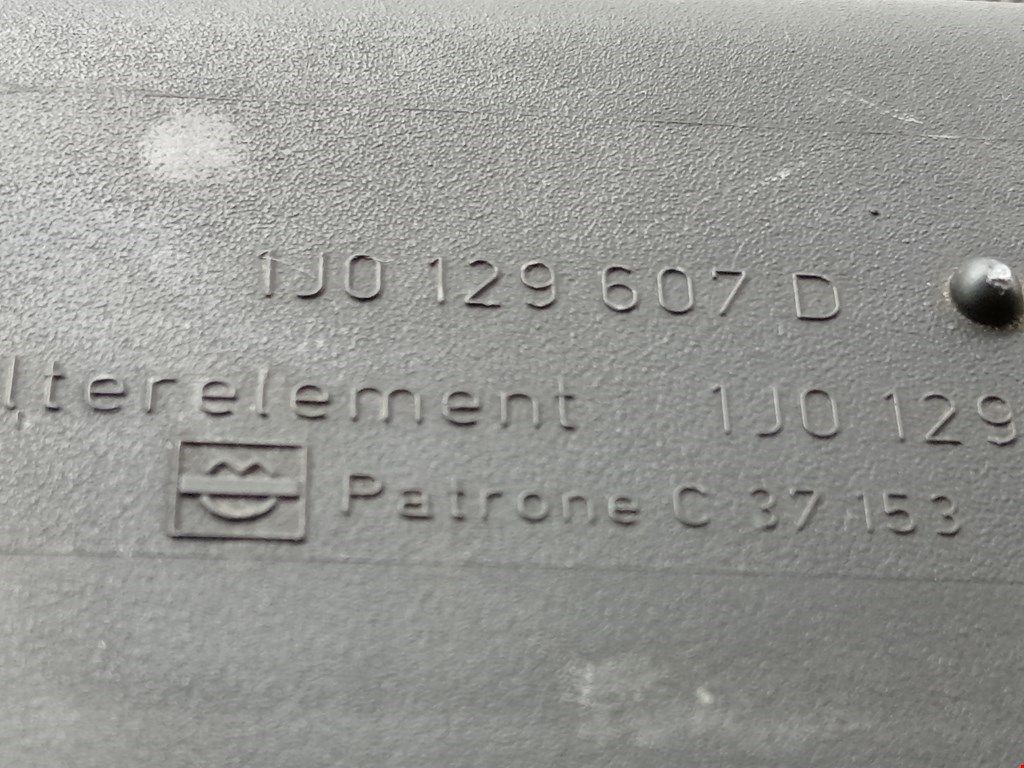 1J0 129 607 D
lterelement 1J0 129
Patrone C 37 153